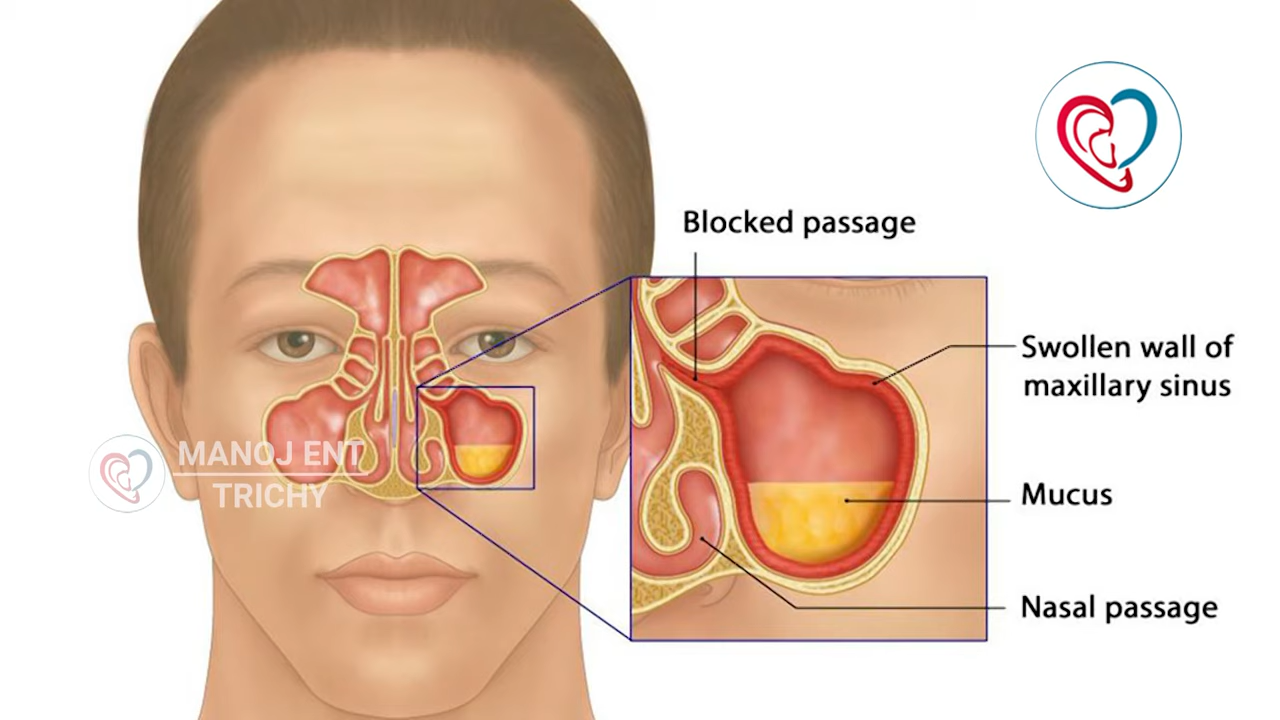 Blocked passage
Swollen wall of
maxillary sinus
MANOJ ENT
TRICHY
Mucus
Nasal passage